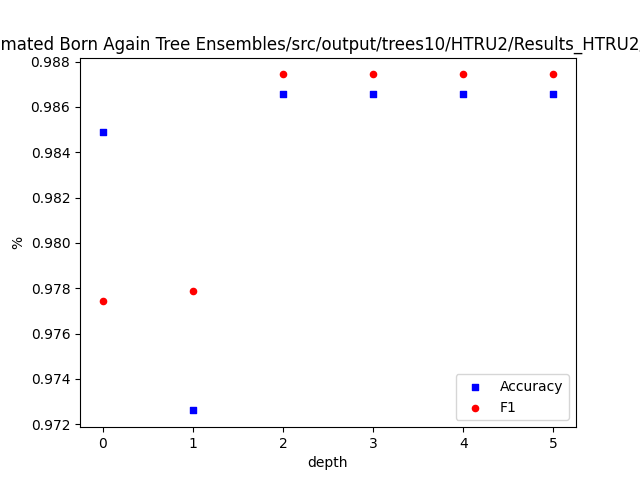 mated Born Again Tree Ensembles/src/output/trees10/HTRU2/Results_HTRU2
0.988
0.986
0.984
0.982
0.980
0.978
0.976
0.974
0.972
%
0 1 2 3 4 5
depth
Accuracy
F1